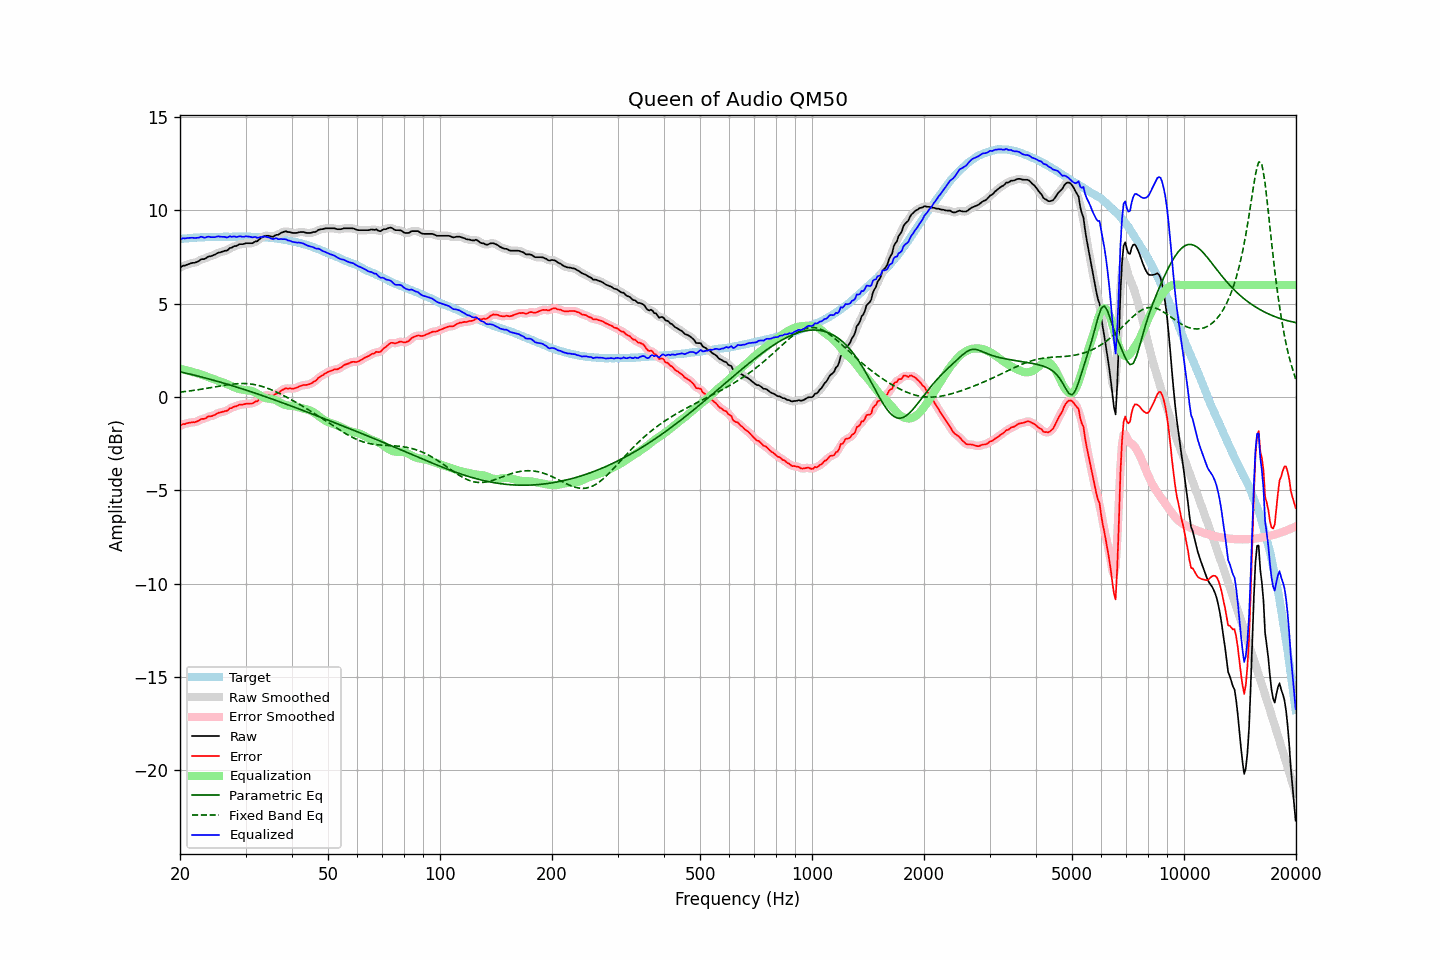 Queen of Audio QM50
15
10
5
0
−5
−10
−15
−20
Amplitude (dBr)
Target
Raw Smoothed
Error Smoothed
Raw
Error
Equalization
Parametric Eq
Fixed Band Eq
Equalized
20 50 100 200 500 1000 2000 5000 10000 20000
Frequency (Hz)